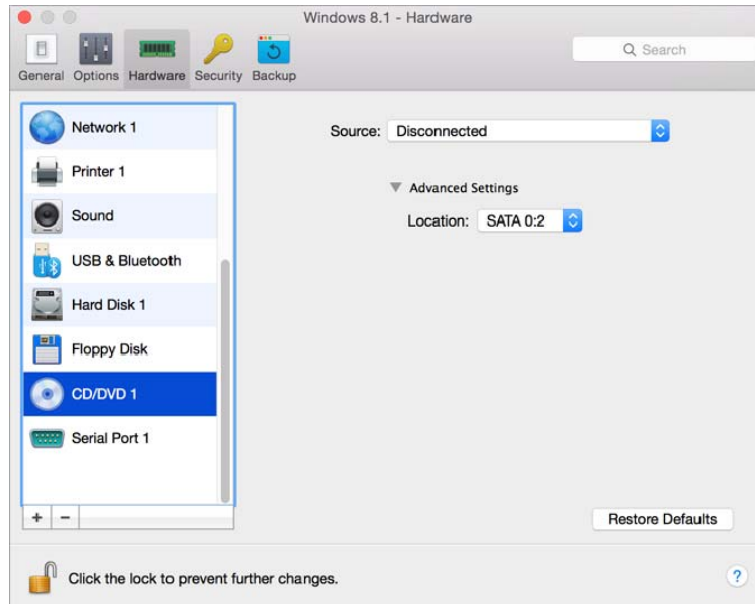 Windows 8.1 - Hardware
General Options Hardware Security Backup
Search
Network 1
Printer 1
Sound
USB & Bluetooth
Hard Disk 1
Floppy Disk
CD/DVD 1
Serial Port 1
Source: Disconnected
Advanced Settings
Location: SATA 0:2
+ −
Restore Defaults
Click the lock to prevent further changes.
?